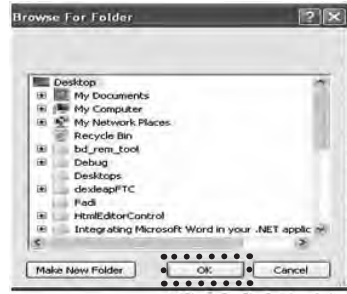 Browse For Folder
Desktop
My Documents
My Computer
My Network Places
Recycle Bin
bd_rem_tool
Debug
Desktops
dexleapFTC
Fadi
HtmlEditorControl
Integrating Microsoft Word in your .NET applic
Make New Folder
OK
Cancel